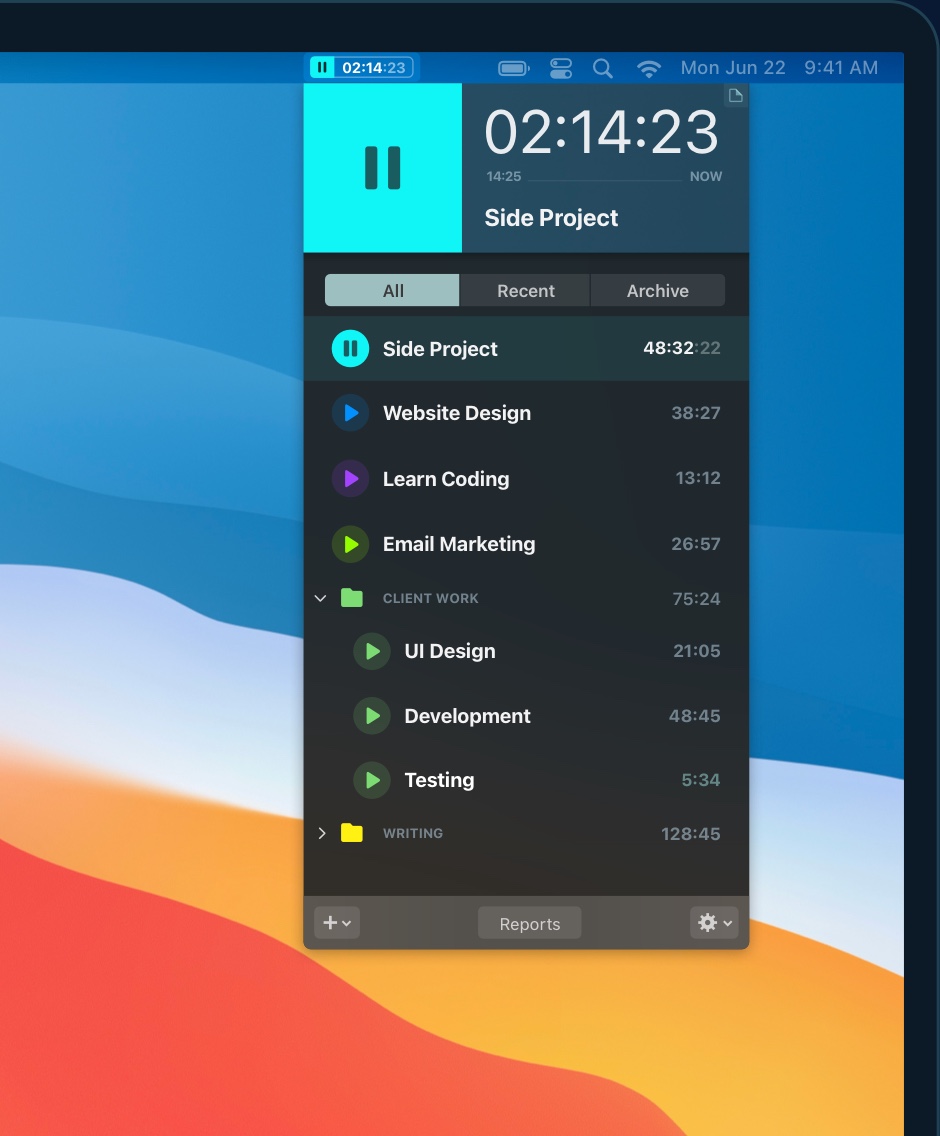 02:14:23
Mon Jun 22 9:41 AM
02:14:23
14:25 NOW
Side Project
All Recent Archive
Side Project 48:32:22
Website Design 38:27
Learn Coding 13:12
Email Marketing 26:57
CLIENT WORK 75:24
UI Design 21:05
Development 48:45
Testing 5:34
WRITING 128:45
Reports